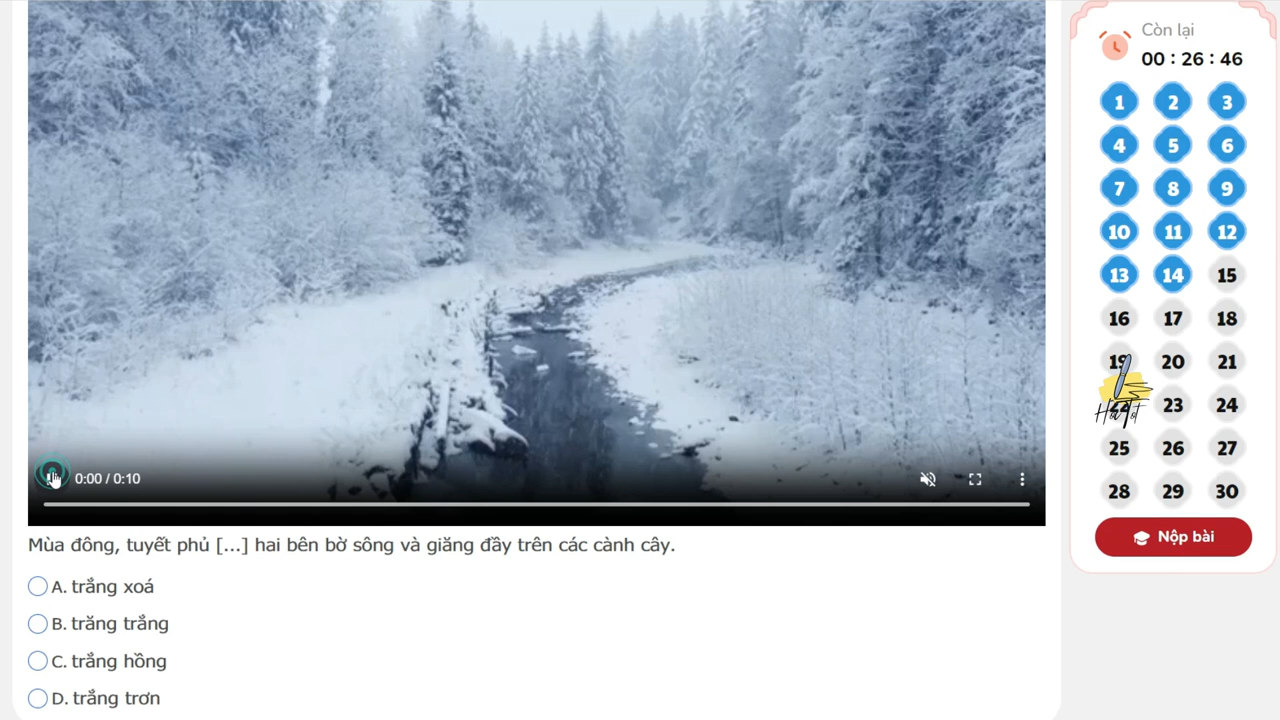 Còn lại
00 : 26 : 46
1 2 3
4 5 6
7 8 9
10 11 12
13 14 15
16 17 18
19 20 21
23 24
25 26 27
28 29 30
Nộp bài
0:00 / 0:10
Mùa đông, tuyết phủ [...] hai bên bờ sông và giăng đầy trên các cành cây.
A. trắng xoá
B. trăng trắng
C. trắng hồng
D. trắng trơn